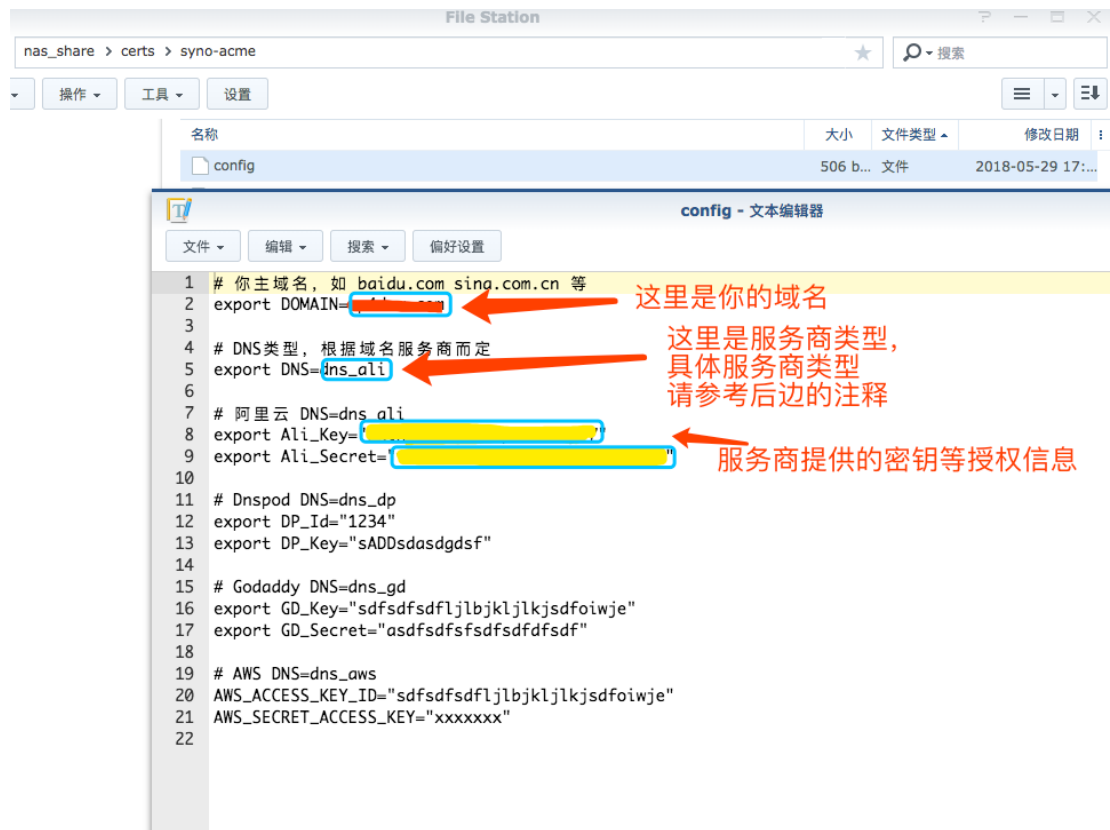 File Station
nas_share > certs > syno-acme
搜索
操作
工具
设置
名称 大小 文件类型 修改日期
config 506 b... 文件 2018-05-29 17:...
config - 文本编辑器
文件 编辑 搜索 偏好设置
1 # 你主域名，如 baidu.com sina.com.cn 等
2 export DOMAIN=
这里是你的域名
3
4 # DNS类型，根据域名服务商而定
5 export DNS=dns_ali
这里是服务商类型，
具体服务商类型
请参考后边的注释
6
7 # 阿里云 DNS=dns_ali
8 export Ali_Key="
9 export Ali_Secret="
服务商提供的密钥等授权信息
10
11 # Dnspod DNS=dns_dp
12 export DP_Id="1234"
13 export DP_Key="sADDsdasdgdsf"
14
15 # Godaddy DNS=dns_gd
16 export GD_Key="sdfsdfsdfljlbjkljlkjsdfoiwje"
17 export GD_Secret="asdfsdfsfsdfsdfdfsdf"
18
19 # AWS DNS=dns_aws
20 AWS_ACCESS_KEY_ID="sdfsdfsdfljlbjkljlkjsdfoiwje"
21 AWS_SECRET_ACCESS_KEY="xxxxxxx"
22